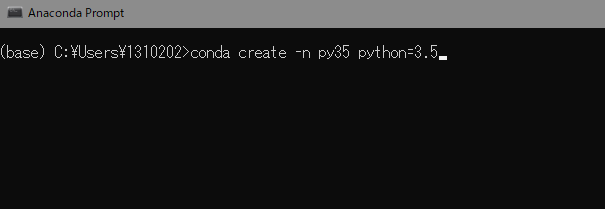 Anaconda Prompt
(base) C:¥Users¥1310202>conda create -n py35 python=3.5